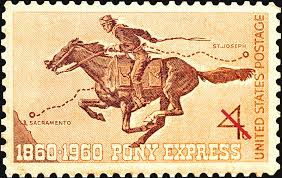 ST. JOSEPH
SACRAMENTO
1860-1960 PONY EXPRESS
4
UNITED STATES POSTAGE